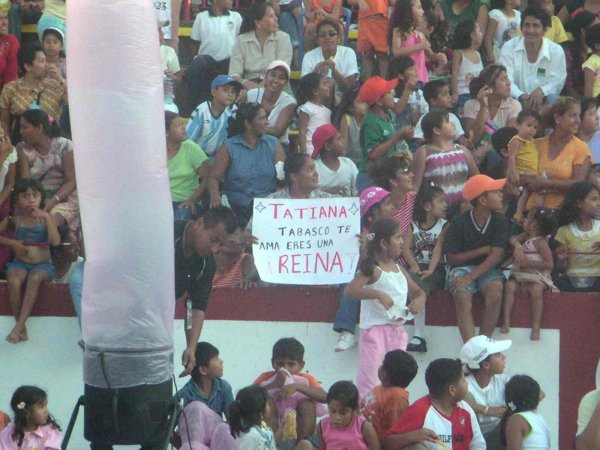 TATIANA
TABASCO TE
AMA ERES UNA
REINA